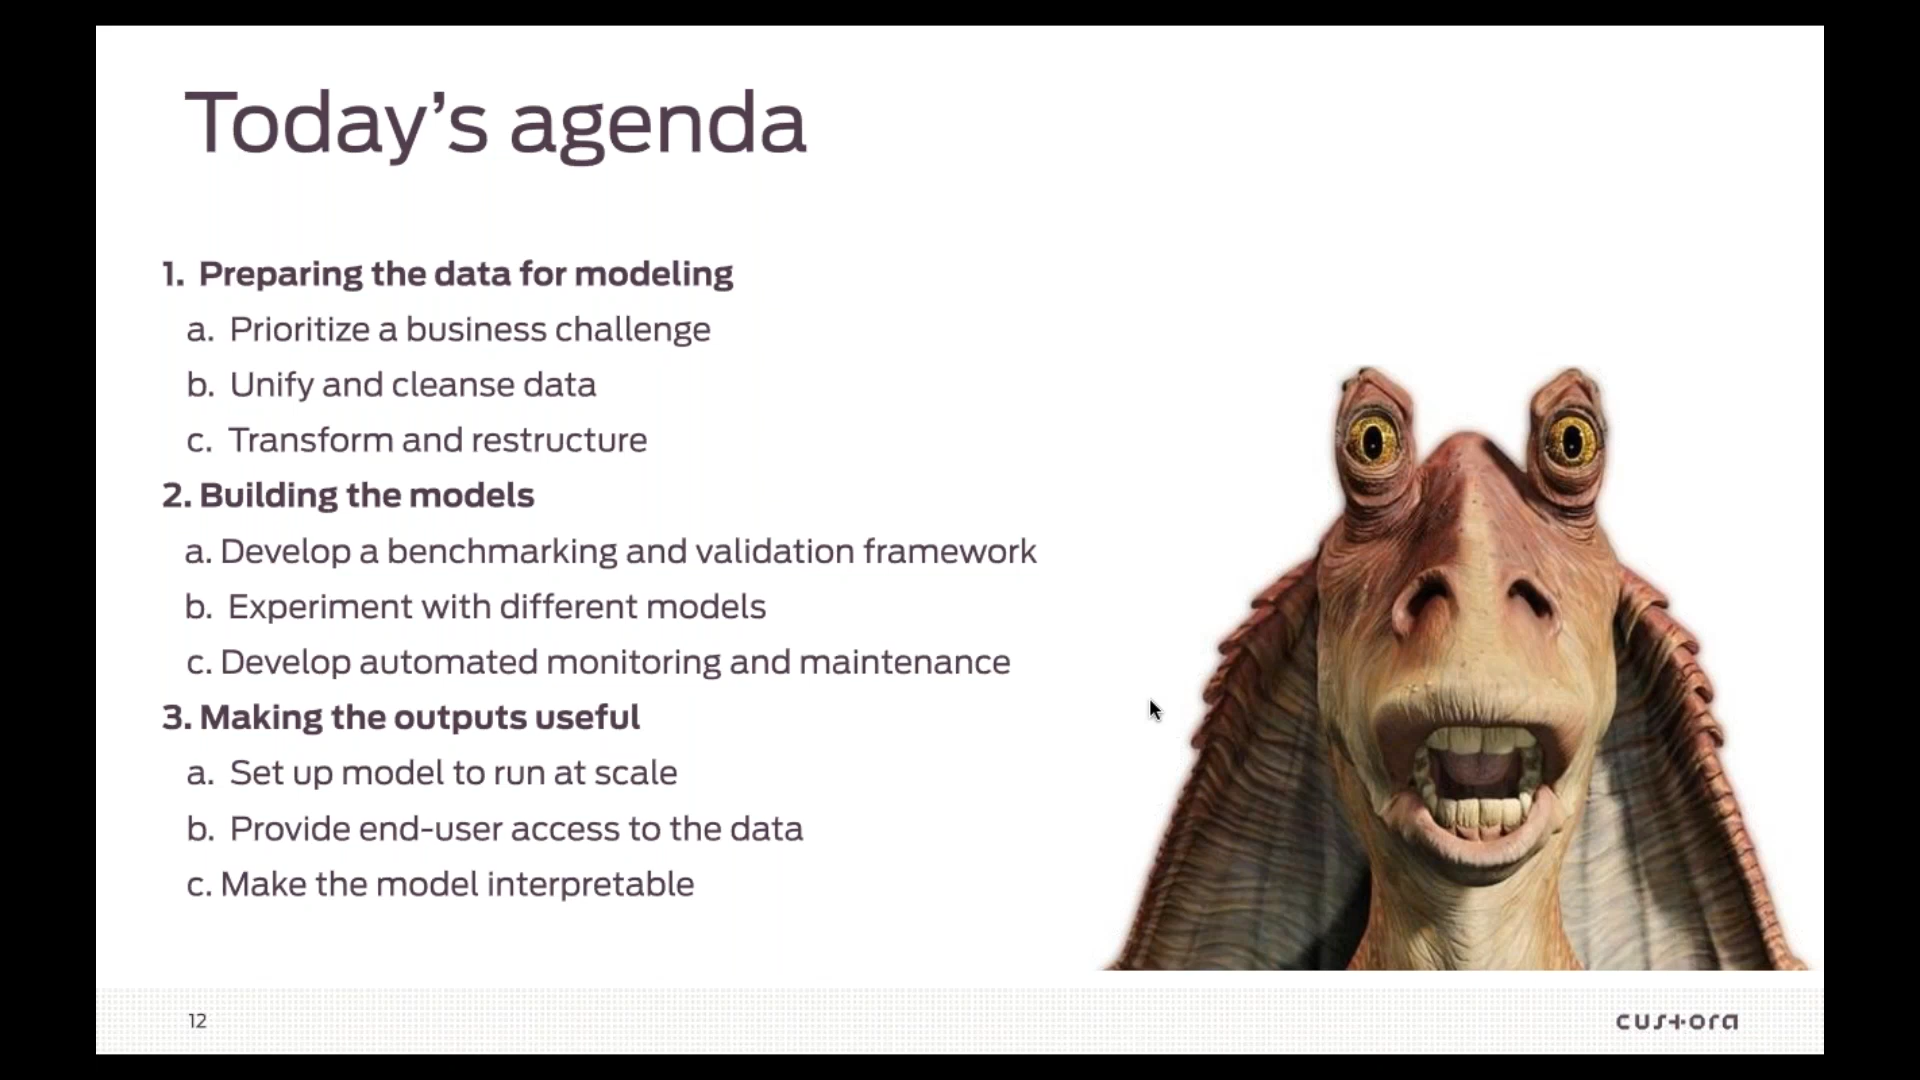 Today’s agenda
1. Preparing the data for modeling
a. Prioritize a business challenge
b. Unify and cleanse data
c. Transform and restructure
2. Building the models
a. Develop a benchmarking and validation framework
b. Experiment with different models
c. Develop automated monitoring and maintenance
3. Making the outputs useful
a. Set up model to run at scale
b. Provide end-user access to the data
c. Make the model interpretable
12
custora